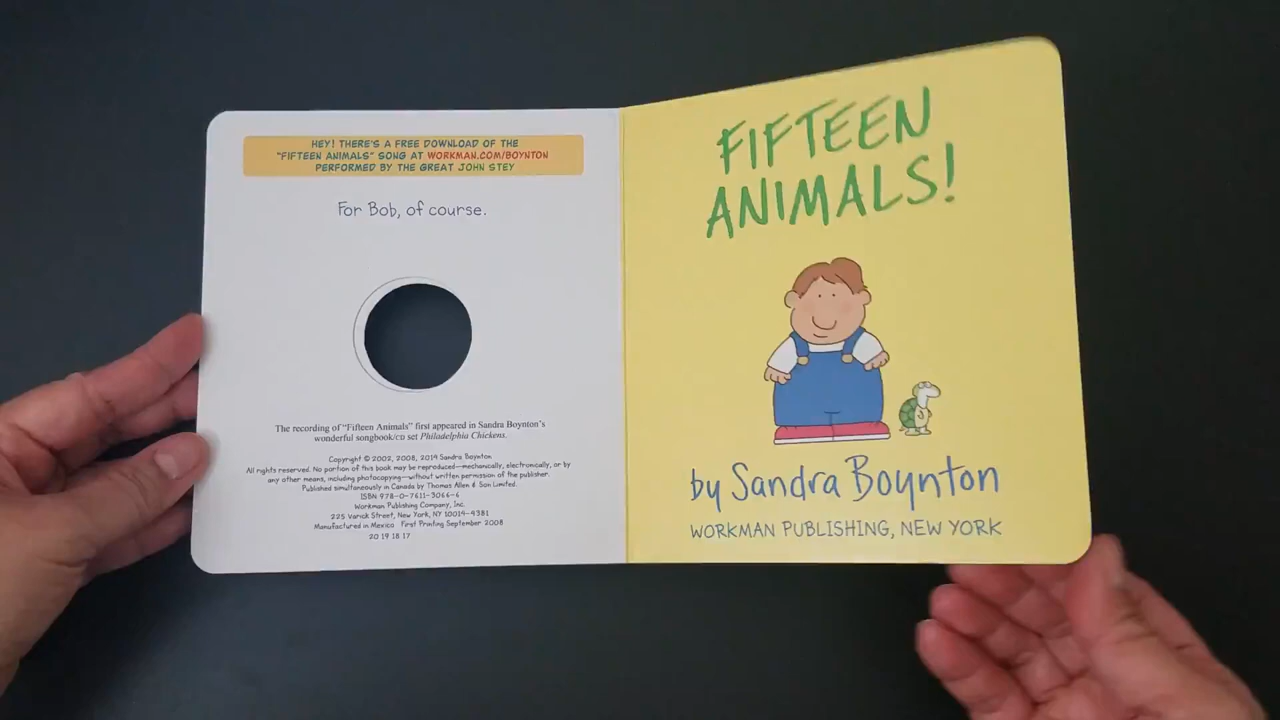 HEY! THERE'S A FREE DOWNLOAD OF THE
"FIFTEEN ANIMALS" SONG AT WORKMAN.COM/BOYNTON
PERFORMED BY THE GREAT JOHN STEY
For Bob, of course.
The recording of "Fifteen Animals" first appeared in Sandra Boynton's
wonderful songbook/CD set Philadelphia Chickens.
Copyright © 2002, 2008, 2019 Sandra Boynton
All rights reserved. No portion of this book may be reproduced—mechanically, electronically, or by
any other means, including photocopying—without written permission of the publisher.
Published simultaneously in Canada by Thomas Allen & Son Limited.
ISBN 978-0-7611-3066-6
Workman Publishing Company, Inc.
225 Varick Street, New York, NY 10014-4381
Manufactured in Mexico First Printing September 2008
20 19 18 17
FIFTEEN
ANIMALS!
by Sandra Boynton
WORKMAN PUBLISHING, NEW YORK